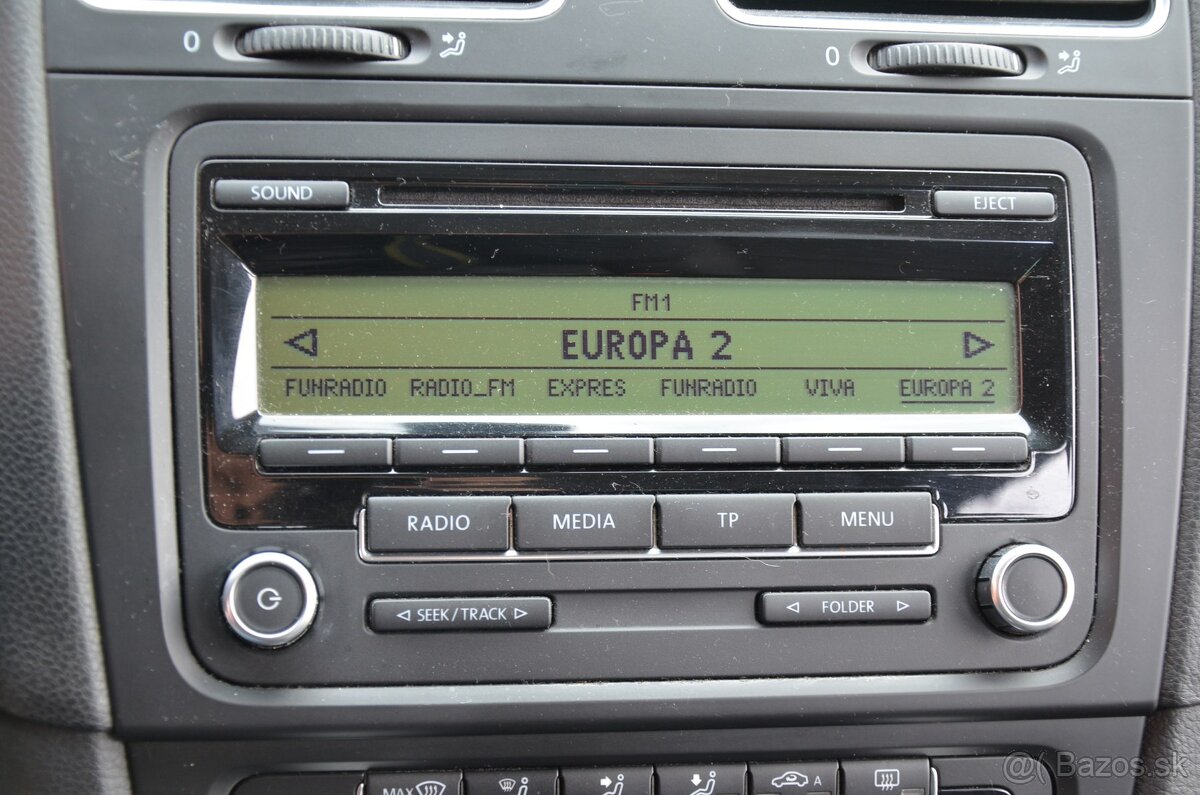 0 0
SOUND EJECT
FM1
EUROPA 2
FUNRADIO RADIO_FM EXPRES FUNRADIO VIVA EUROPA 2
RADIO MEDIA TP MENU
SEEK/TRACK FOLDER
MAX A
@( Bazos.sk